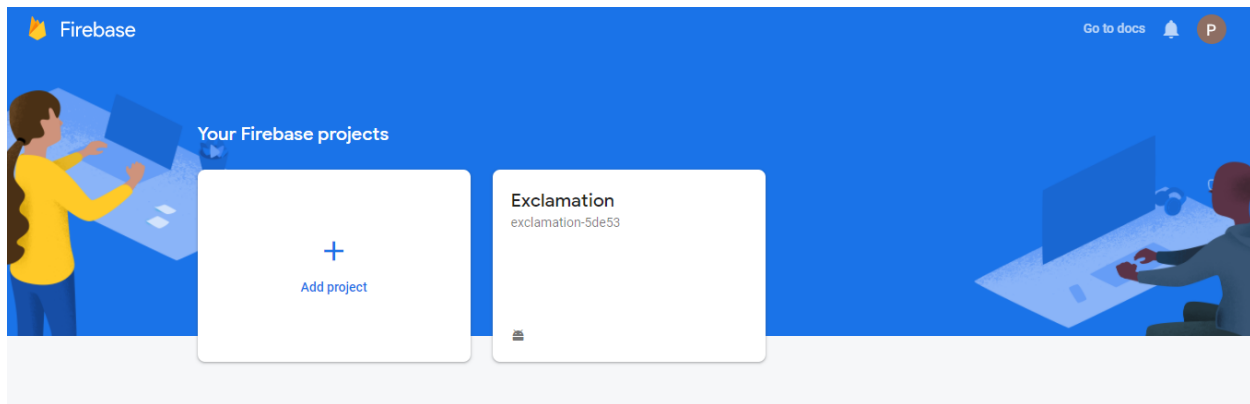 Firebase
Go to docs
P
Your Firebase projects
Exclamation
exclamation-5de53
+
Add project